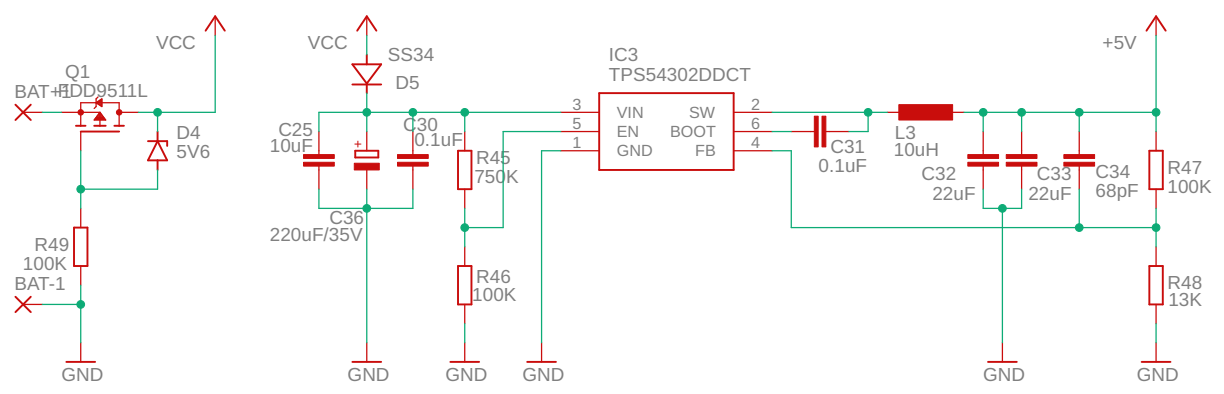 VCC
Q1
FDD9511L
BAT+1
D4
5V6
R49
100K
BAT-1
GND
VCC
SS34
D5
C25
10uF
C30
0.1uF
+
C36
220uF/35V
GND
R45
750K
R46
100K
GND
GND
IC3
TPS54302DDCT
3 VIN SW 2
5 EN BOOT 6
1 GND FB 4
C31
0.1uF
L3
10uH
+5V
C32
22uF
C33
22uF
C34
68pF
R47
100K
R48
13K
GND
GND